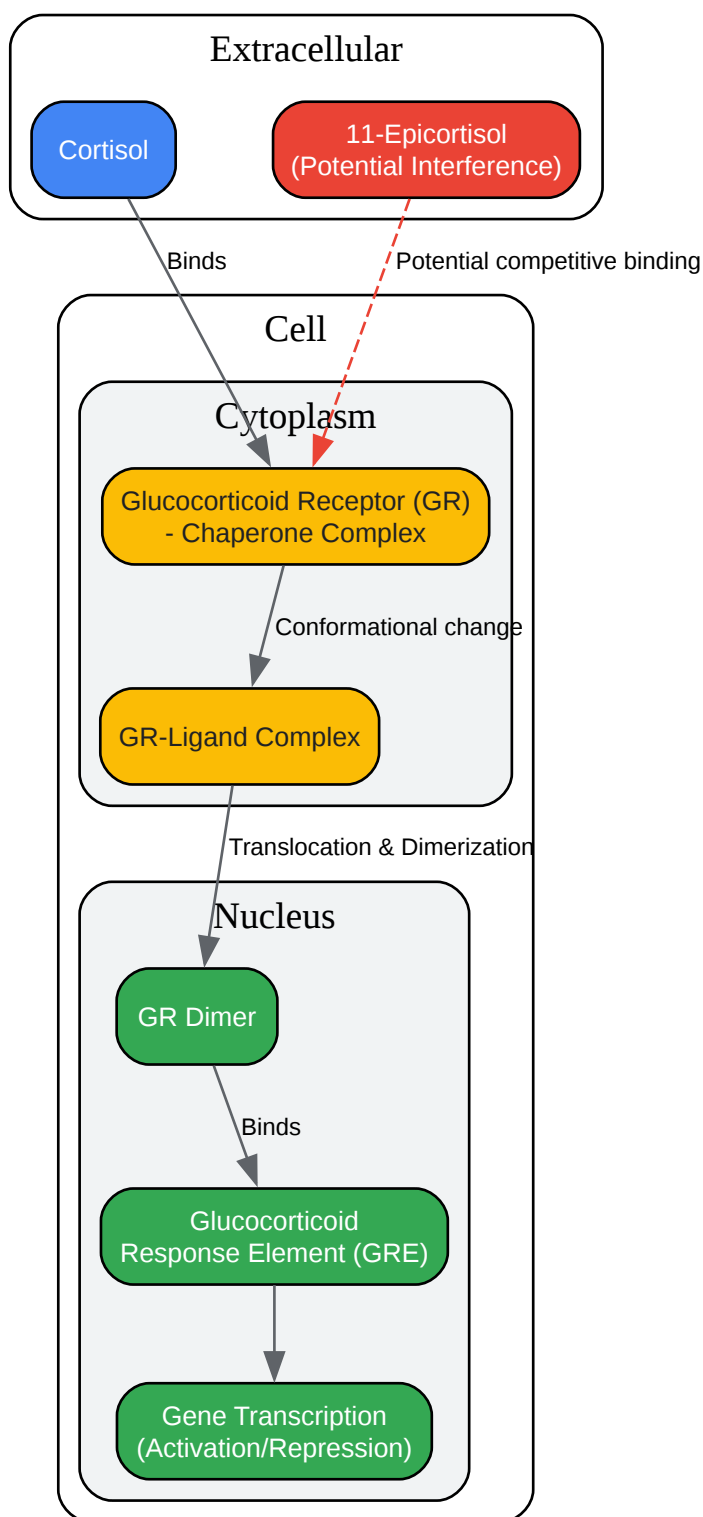 Extracellular
Cortisol
11-Epicortisol
(Potential Interference)
Binds
Potential competitive binding
Cell
Cytoplasm
Glucocorticoid Receptor (GR)
- Chaperone Complex
Conformational change
GR-Ligand Complex
Translocation & Dimerization
Nucleus
GR Dimer
Binds
Glucocorticoid
Response Element (GRE)
Gene Transcription
(Activation/Repression)